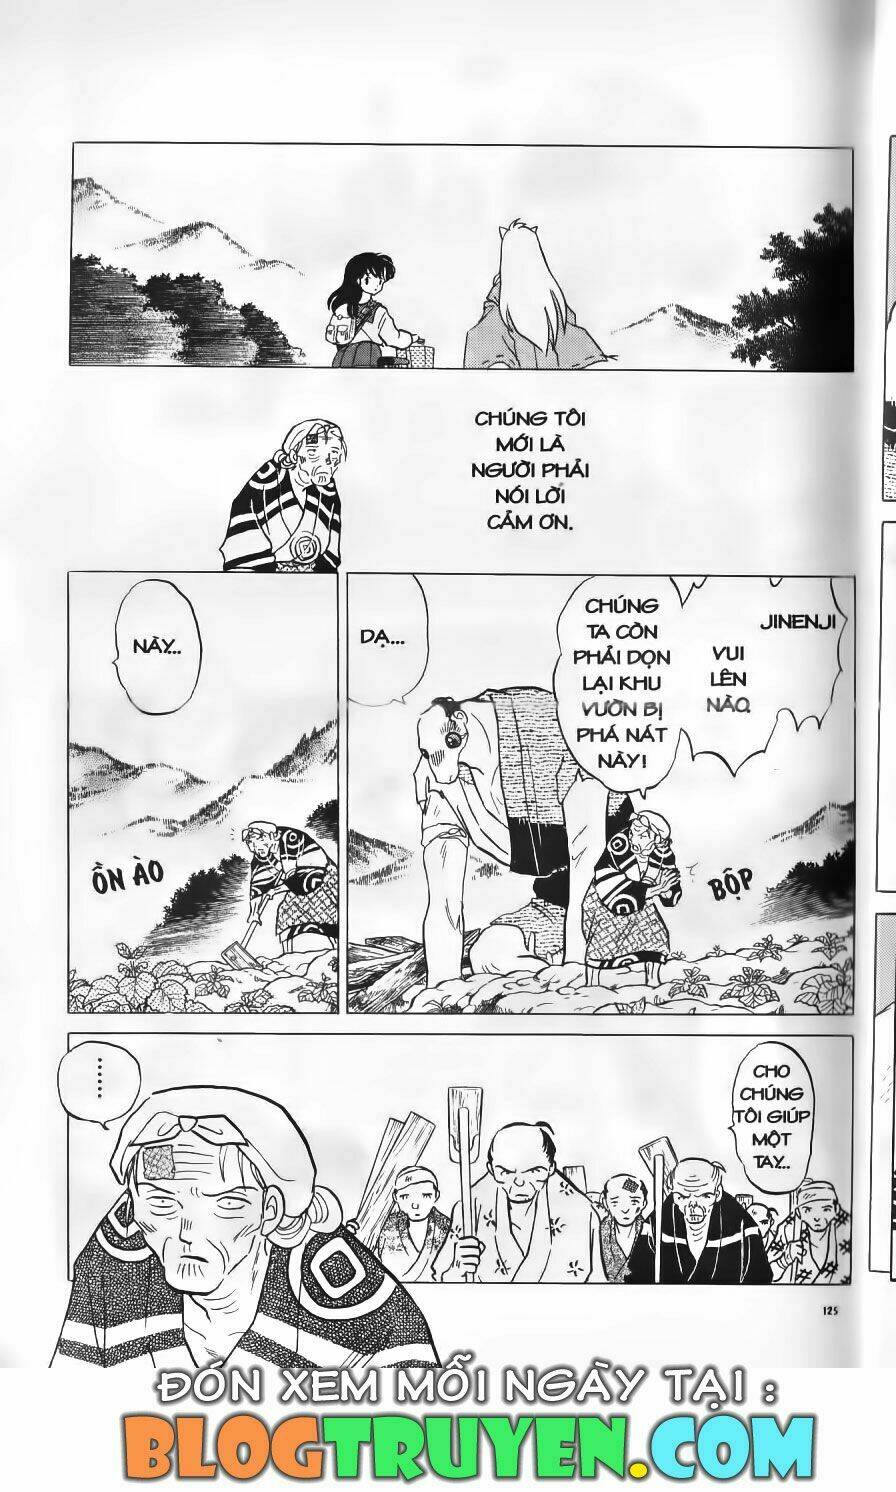 CHÚNG TÔI
MỚI LÀ
NGƯỜI PHẢI
NÓI LỜI
CẢM ƠN.
NÀY...
ỒN ÀO
DẠ...
CHÚNG
TA CÒN
PHẢI DỌN
LẠI KHU
VƯỜN BỊ
PHÁ NÁT
NÀY!
JINENJI
VUI
LÊN
NÀO.
BỘP
......
CHO
CHÚNG
TÔI GIÚP
MỘT
TAY...
125
ĐÓN XEM MỖI NGÀY TẠI :
BLOGTRUYEN.COM